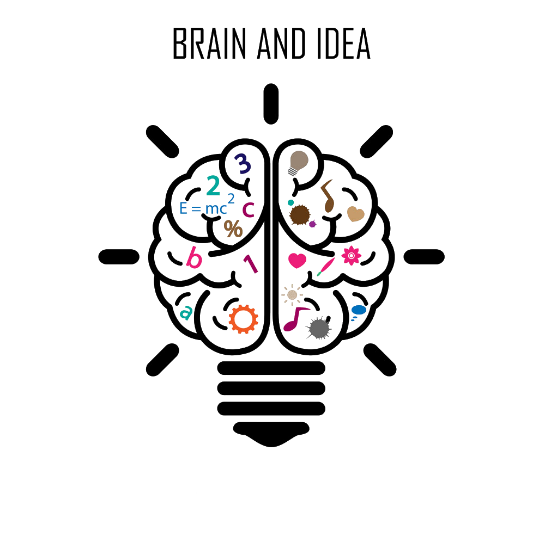 BRAIN AND IDEA
3
2
E = mc2
C
%
b
1
a